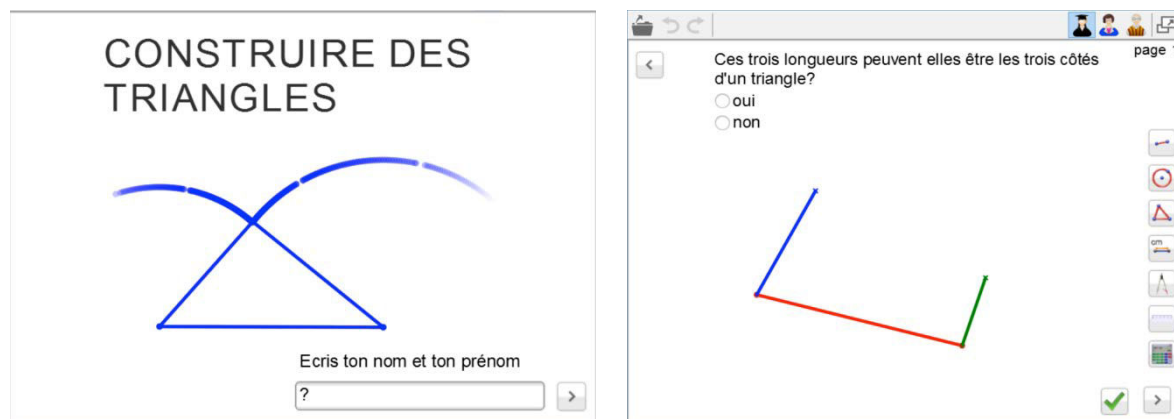 CONSTRUIRE DES
TRIANGLES
Ecris ton nom et ton prénom
?
page
Ces trois longueurs peuvent elles être les trois côtés
d'un triangle?
oui
non
cm